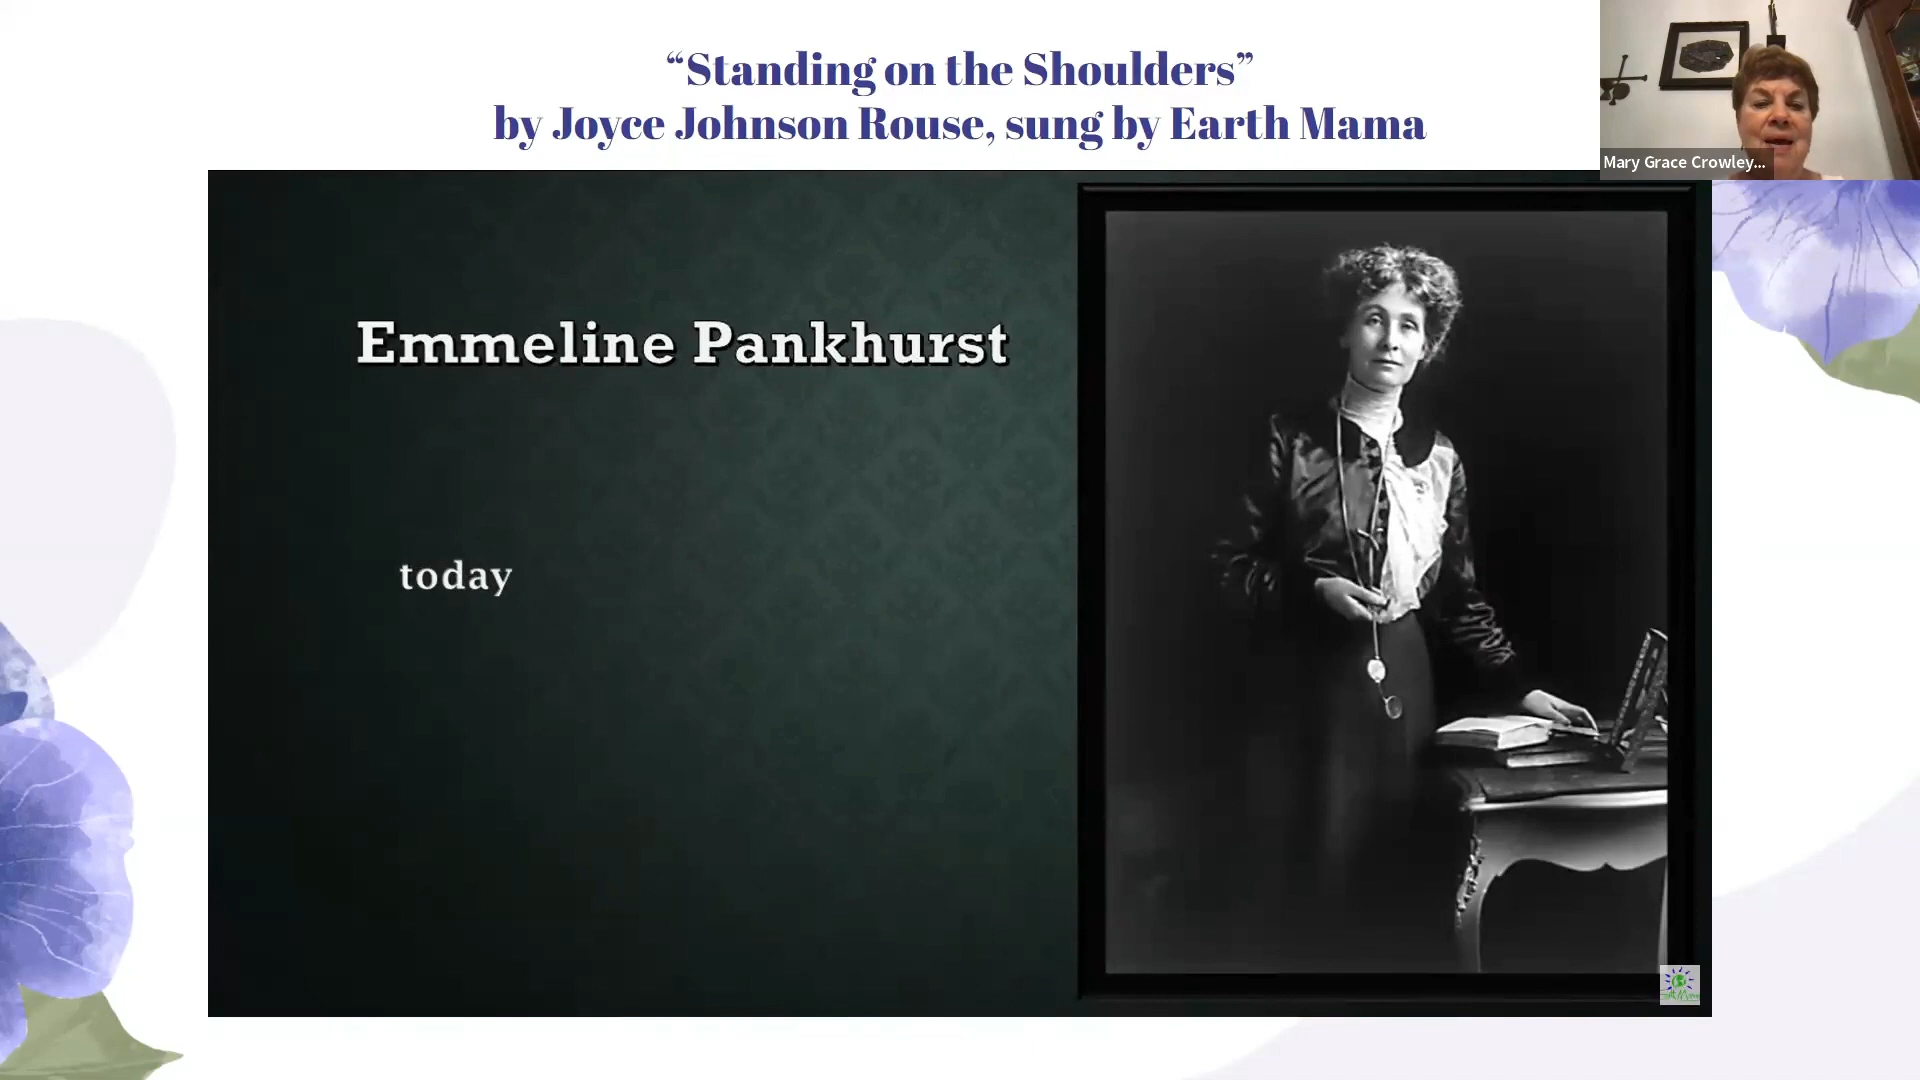 “Standing on the Shoulders”
by Joyce Johnson Rouse, sung by Earth Mama
Mary Grace Crowley...
Emmeline Pankhurst
today